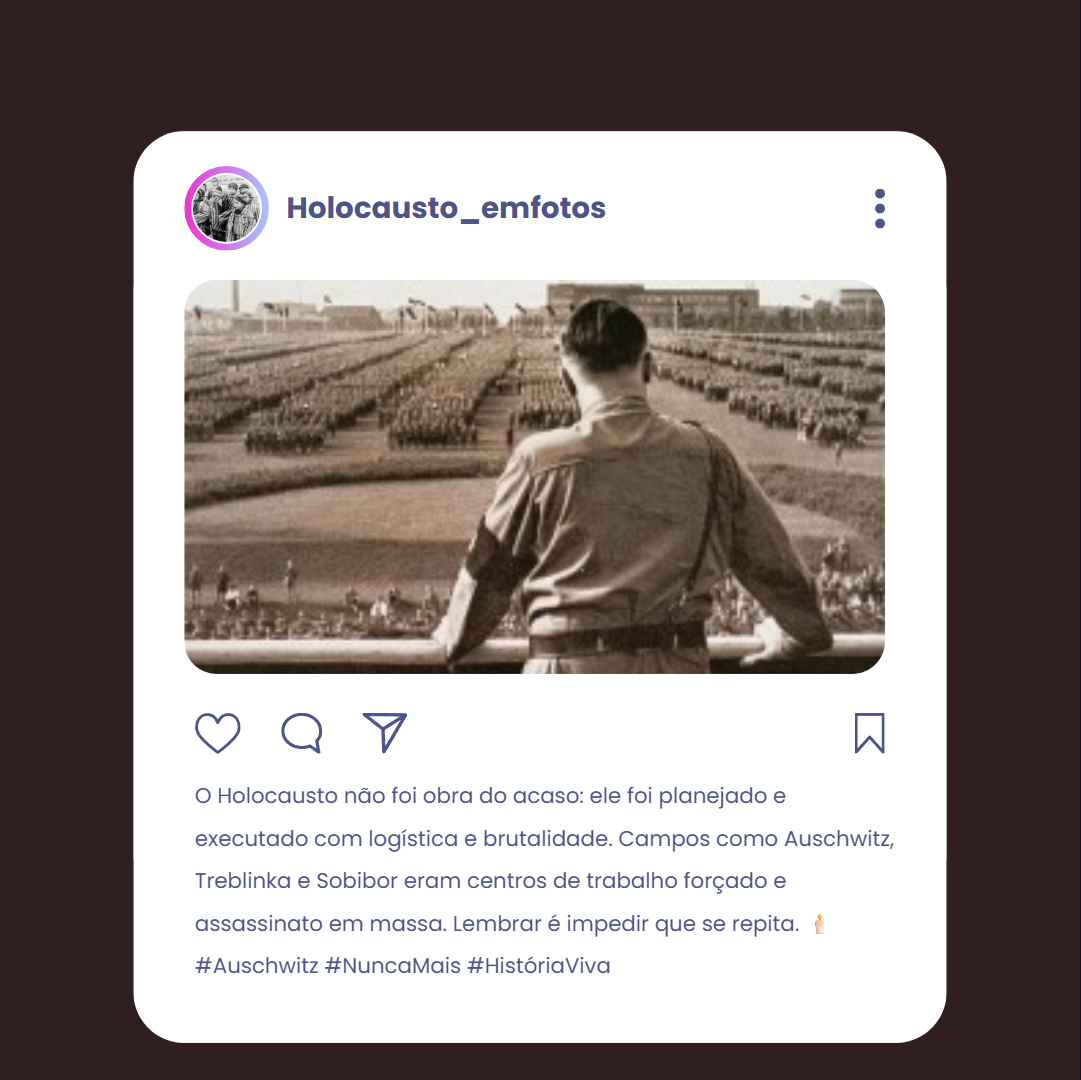 Holocausto_emfotos
O Holocausto não foi obra do acaso: ele foi planejado e
executado com logística e brutalidade. Campos como Auschwitz,
Treblinka e Sobibor eram centros de trabalho forçado e
assassinato em massa. Lembrar é impedir que se repita. 🕯️
#Auschwitz #NuncaMais #HistóriaViva